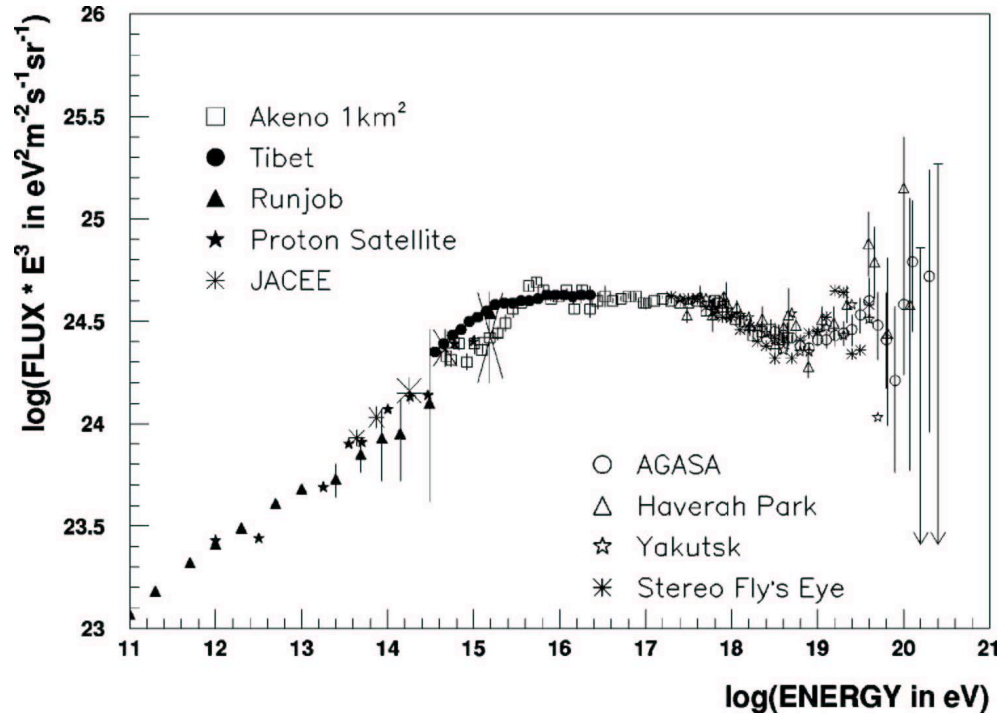 log(FLUX * E³ in eV²m⁻²s⁻¹sr⁻¹)
26
25.5
25
24.5
24
23.5
23
Akeno 1km²
Tibet
Runjob
Proton Satellite
JACEE
AGASA
Haverah Park
Yakutsk
Stereo Fly's Eye
11 12 13 14 15 16 17 18 19 20 21
log(ENERGY in eV)